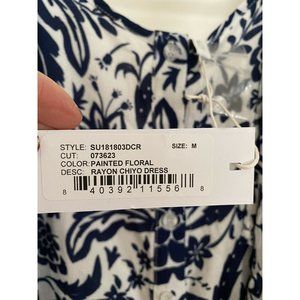 STYLE: SU181803DCR SIZE: M
CUT: 073623
COLOR: PAINTED FLORAL
DESC: RAYON CHIYO DRESS
8 40392 11556 8